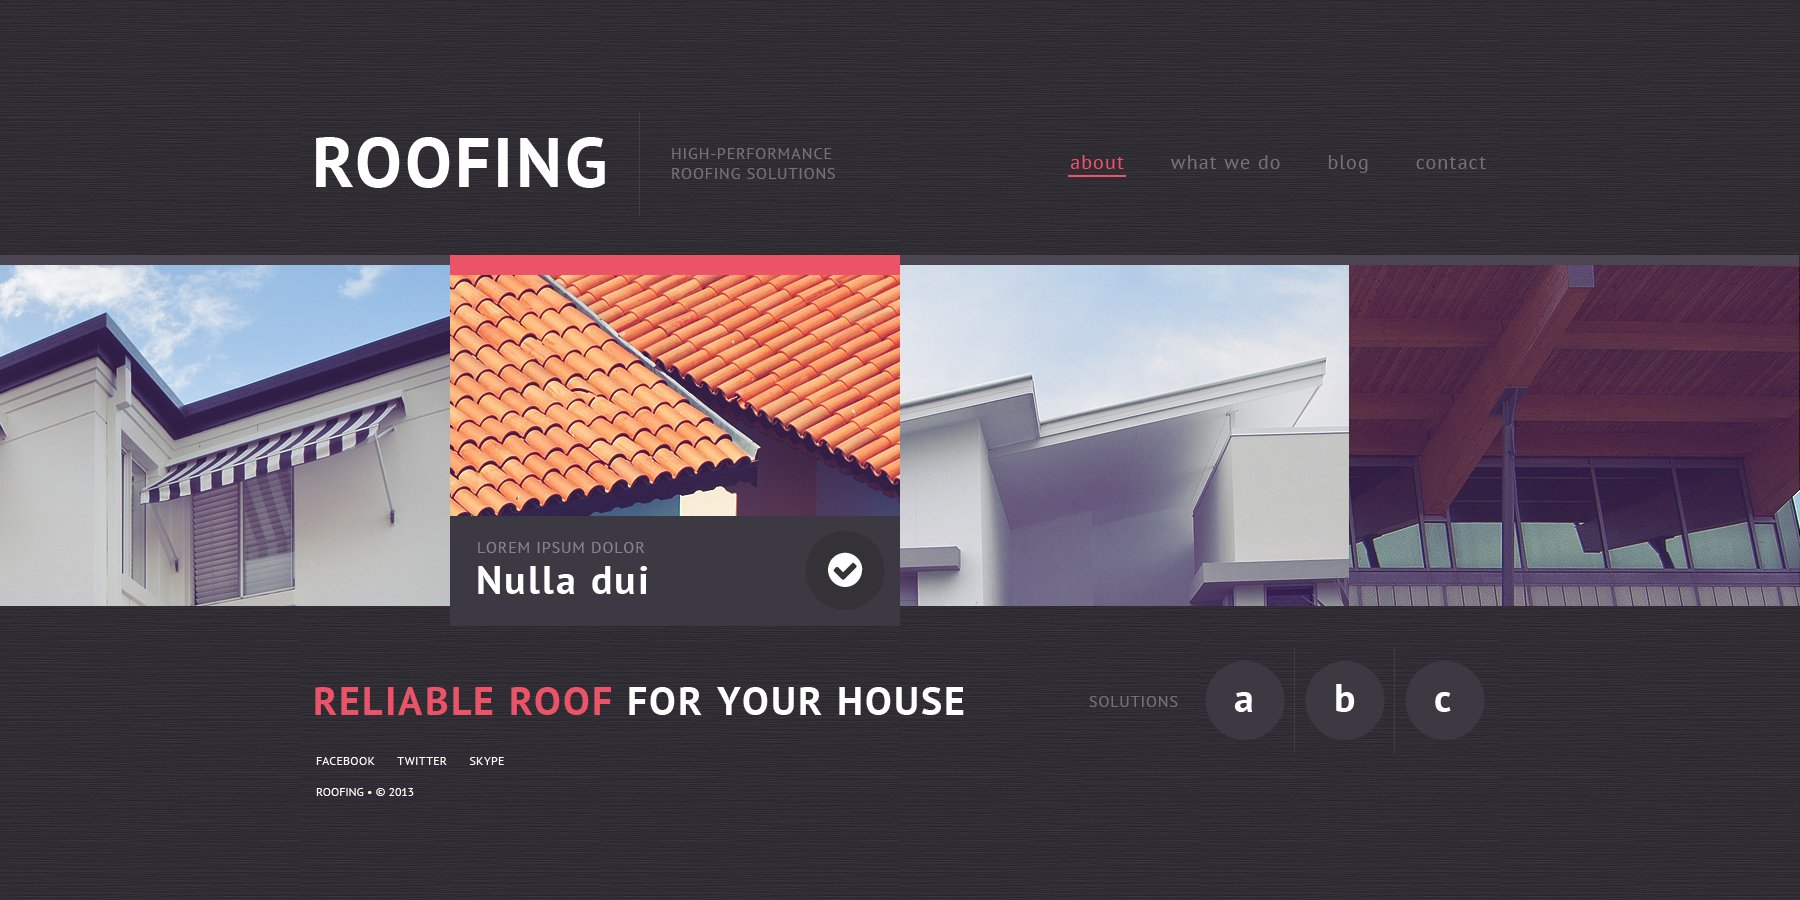 ROOFING
HIGH-PERFORMANCE
ROOFING SOLUTIONS
about what we do blog contact
LOREM IPSUM DOLOR
Nulla dui
RELIABLE ROOF FOR YOUR HOUSE
SOLUTIONS a b c
FACEBOOK TWITTER SKYPE
ROOFING • © 2013